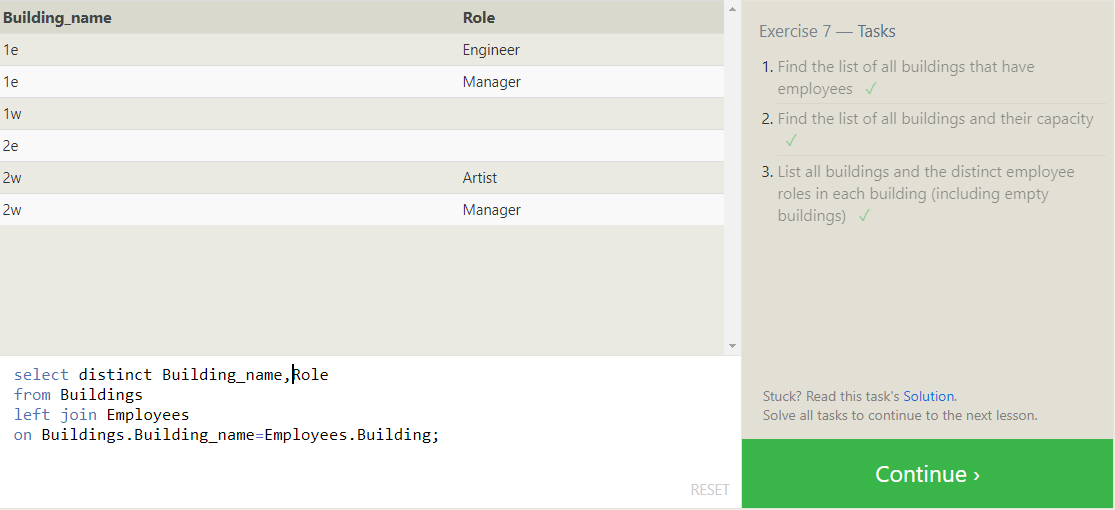 Building_name Role
1e Engineer
1e Manager
1w
2e
2w Artist
2w Manager
select distinct Building_name,Role
from Buildings
left join Employees
on Buildings.Building_name=Employees.Building;
RESET
Exercise 7 — Tasks
1. Find the list of all buildings that have
employees ✓
2. Find the list of all buildings and their capacity
✓
3. List all buildings and the distinct employee
roles in each building (including empty
buildings) ✓
Stuck? Read this task's Solution.
Solve all tasks to continue to the next lesson.
Continue ›